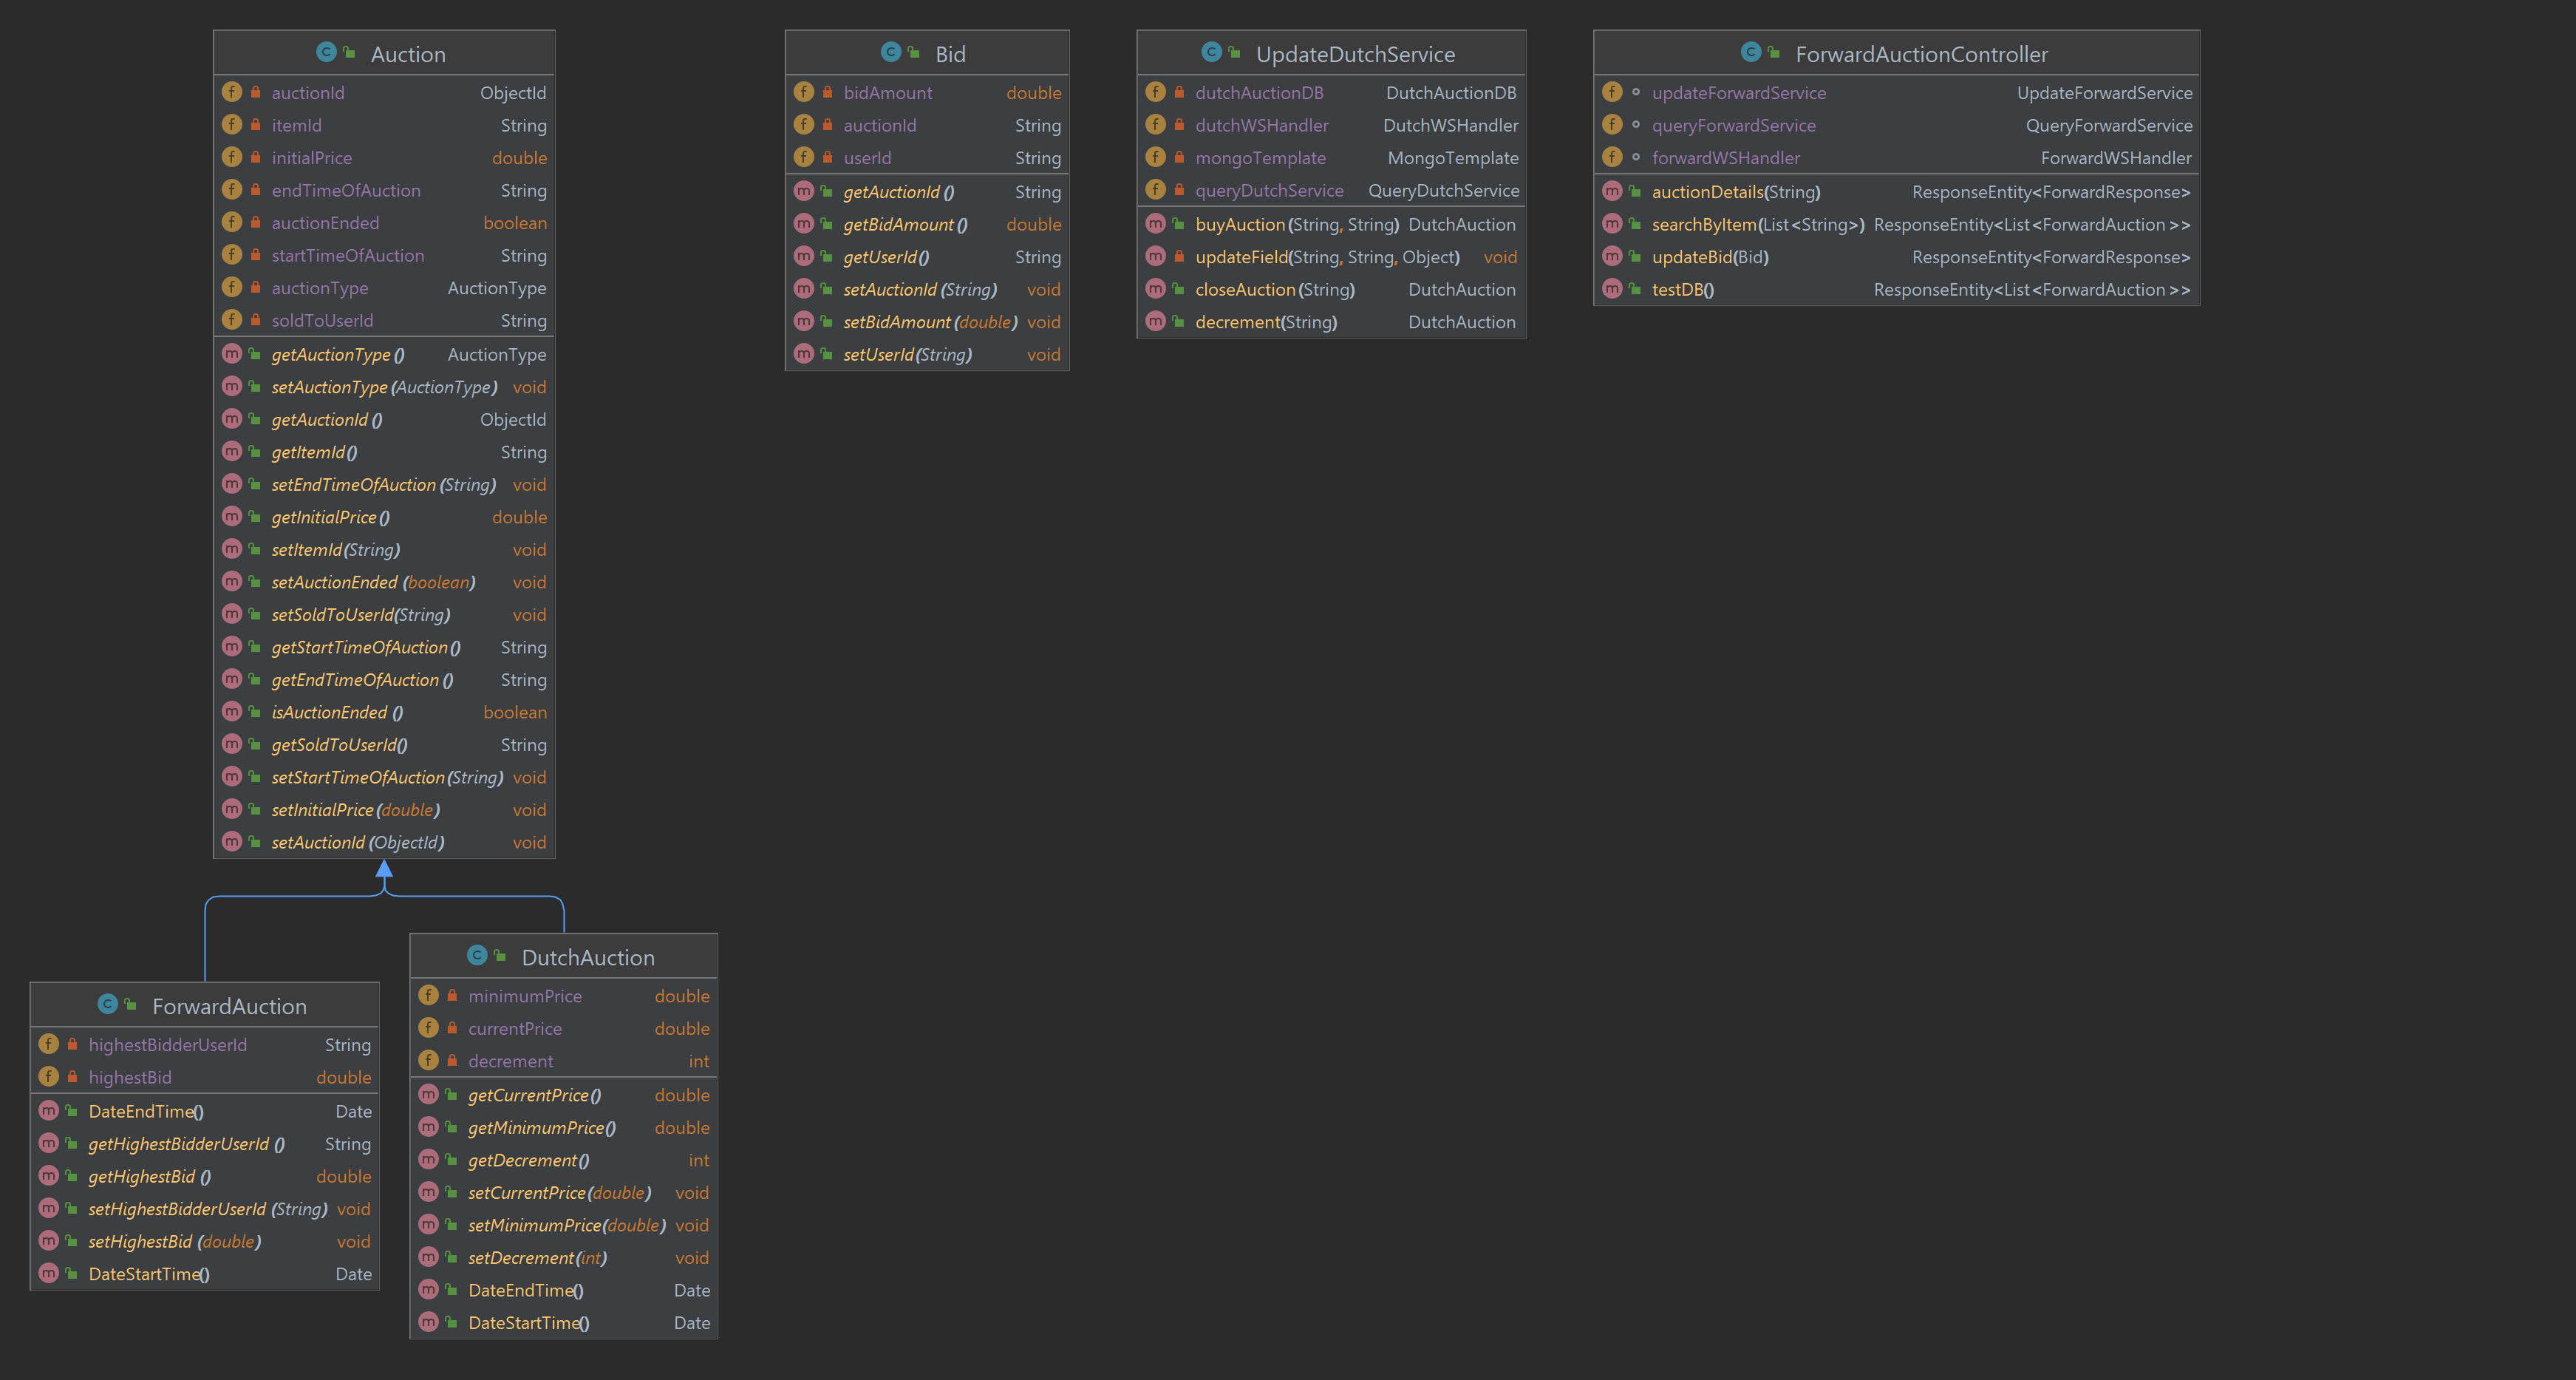 Auction
auctionId ObjectId
itemId String
initialPrice double
endTimeOfAuction String
auctionEnded boolean
startTimeOfAuction String
auctionType AuctionType
soldToUserId String
getAuctionType() AuctionType
setAuctionType(AuctionType) void
getAuctionId() ObjectId
getItemId() String
setEndTimeOfAuction(String) void
getInitialPrice() double
setItemId(String) void
setAuctionEnded(boolean) void
setSoldToUserId(String) void
getStartTimeOfAuction() String
getEndTimeOfAuction() String
isAuctionEnded() boolean
getSoldToUserId() String
setStartTimeOfAuction(String) void
setInitialPrice(double) void
setAuctionId(ObjectId) void
Bid
bidAmount double
auctionId String
userId String
getAuctionId() String
getBidAmount() double
getUserId() String
setAuctionId(String) void
setBidAmount(double) void
setUserId(String) void
UpdateDutchService
dutchAuctionDB DutchAuctionDB
dutchWSHandler DutchWSHandler
mongoTemplate MongoTemplate
queryDutchService QueryDutchService
buyAuction(String, String) DutchAuction
updateField(String, String, Object) void
closeAuction(String) DutchAuction
decrement(String) DutchAuction
ForwardAuctionController
updateForwardService UpdateForwardService
queryForwardService QueryForwardService
forwardWSHandler ForwardWSHandler
auctionDetails(String) ResponseEntity<ForwardResponse>
searchByItem(List<String>) ResponseEntity<List<ForwardAuction>>
updateBid(Bid) ResponseEntity<ForwardResponse>
testDB() ResponseEntity<List<ForwardAuction>>
ForwardAuction
highestBidderUserId String
highestBid double
DateEndTime() Date
getHighestBidderUserId() String
getHighestBid() double
setHighestBidderUserId(String) void
setHighestBid(double) void
DateStartTime() Date
DutchAuction
minimumPrice double
currentPrice double
decrement int
getCurrentPrice() double
getMinimumPrice() double
getDecrement() int
setCurrentPrice(double) void
setMinimumPrice(double) void
setDecrement(int) void
DateEndTime() Date
DateStartTime() Date